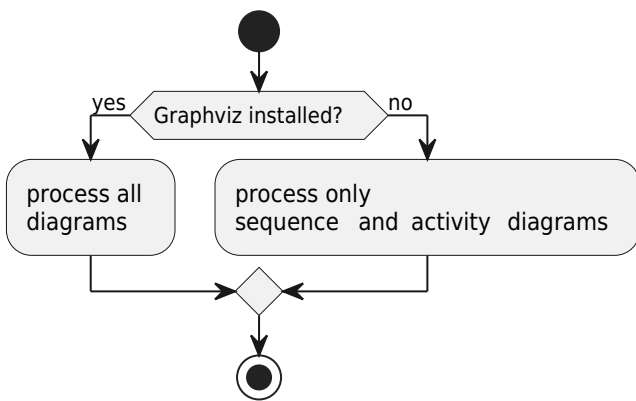 yes
Graphviz installed?
no
process all
diagrams
process only
sequence and activity diagrams